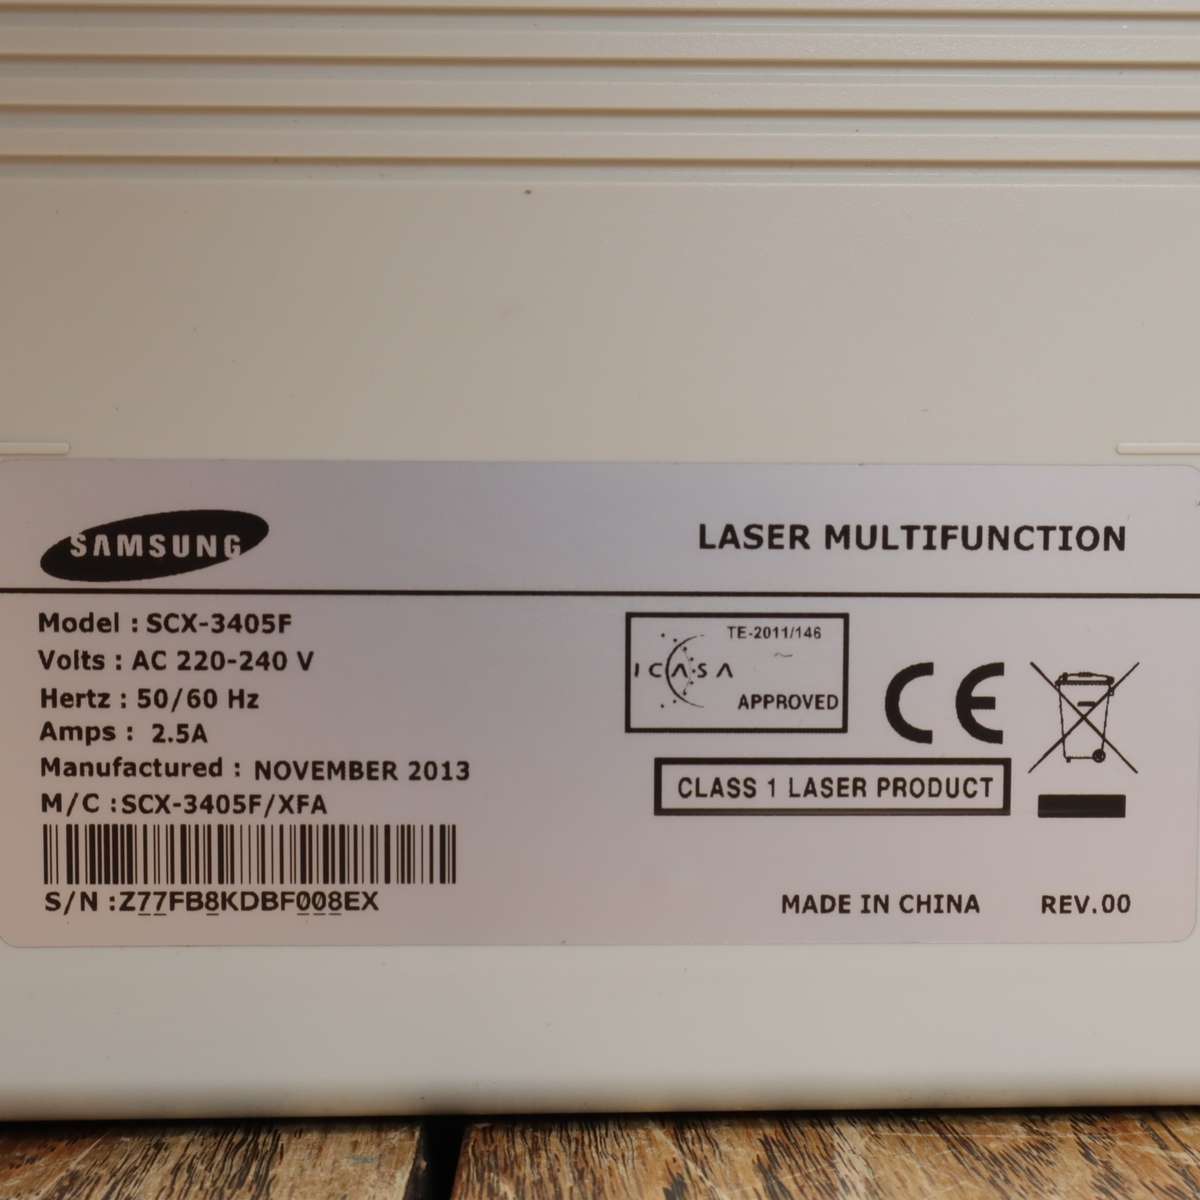 SAMSUNG
LASER MULTIFUNCTION
Model : SCX-3405F
Volts : AC 220-240 V
Hertz : 50/60 Hz
Amps : 2.5A
Manufactured : NOVEMBER 2013
M/C :SCX-3405F/XFA
S/N :Z77FB8KDBF008EX
TE-2011/146
ICASA
APPROVED
CE
CLASS 1 LASER PRODUCT
MADE IN CHINA
REV.00